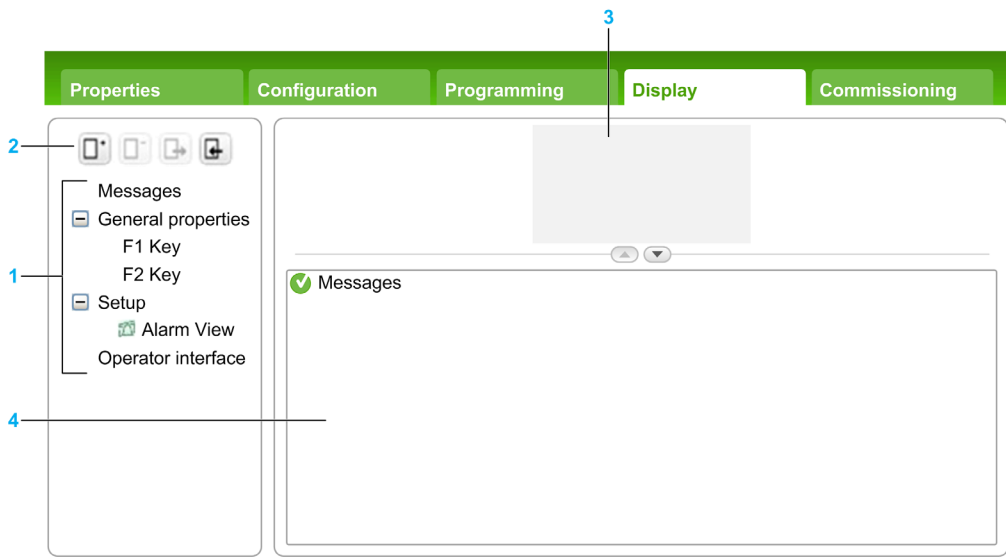 3
Properties Configuration Programming Display Commissioning
2
Messages
General properties
F1 Key
F2 Key
1
Setup
Alarm View
Operator interface
Messages
4